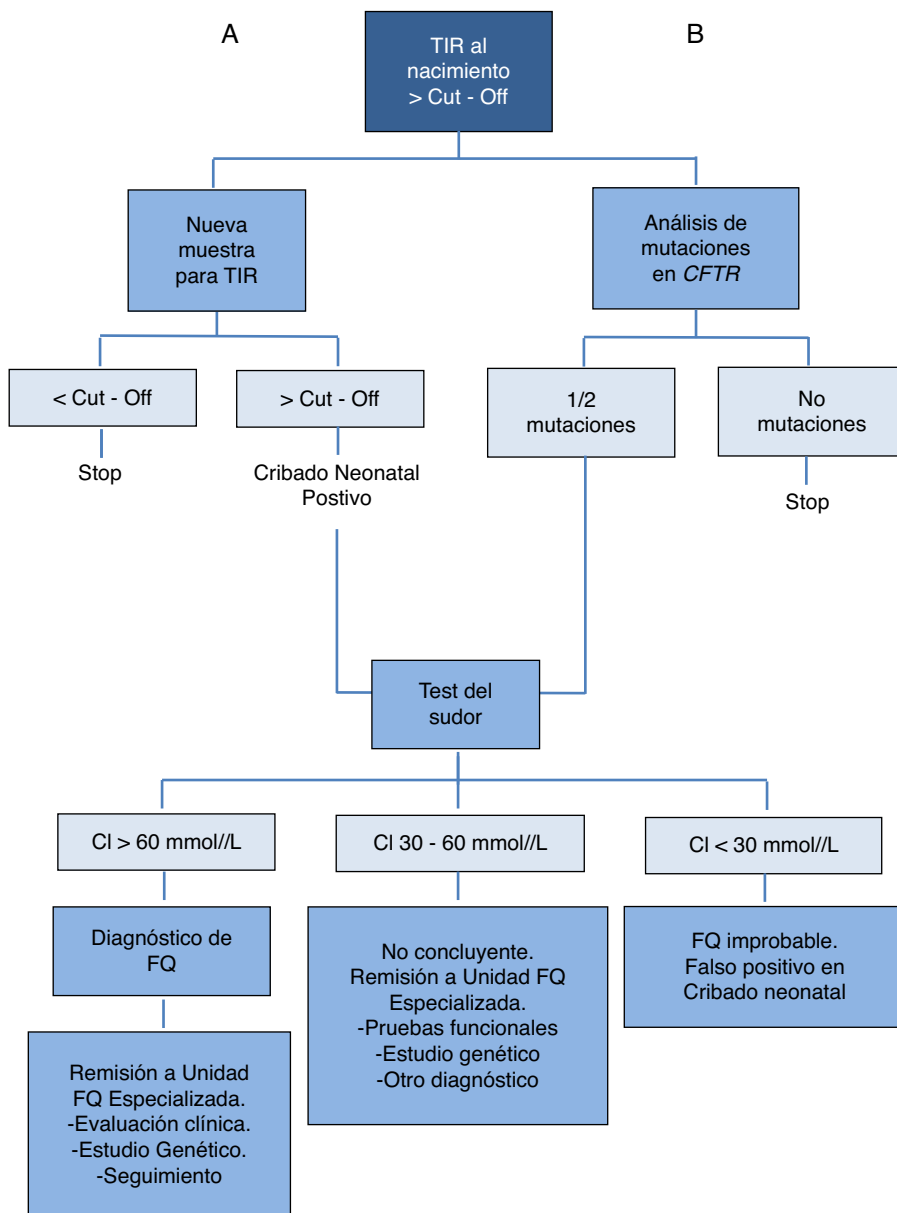 A
B
TIR al
nacimiento
> Cut - Off
Nueva
muestra
para TIR
Análisis de
mutaciones
en CFTR
< Cut - Off
> Cut - Off
1/2
mutaciones
No
mutaciones
Stop
Cribado Neonatal
Postivo
Stop
Test del
sudor
Cl > 60 mmol//L
Cl 30 - 60 mmol//L
Cl < 30 mmol//L
Diagnóstico de
FQ
No concluyente.
Remisión a Unidad FQ
Especializada.
-Pruebas funcionales
-Estudio genético
-Otro diagnóstico
FQ improbable.
Falso positivo en
Cribado neonatal
Remisión a Unidad
FQ Especializada.
-Evaluación clínica.
-Estudio Genético.
-Seguimiento